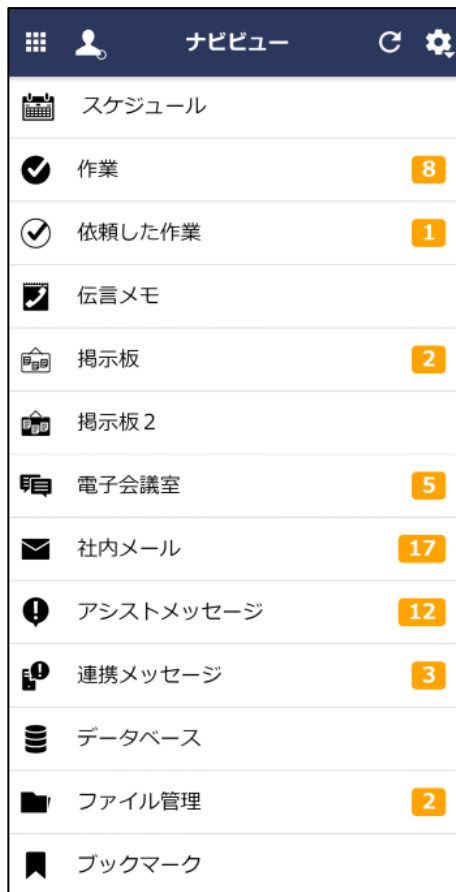 ナビビュー
スケジュール
作業 8
依頼した作業 1
伝言メモ
掲示板 2
掲示板２
電子会議室 5
社内メール 17
アシストメッセージ 12
連携メッセージ 3
データベース
ファイル管理 2
ブックマーク